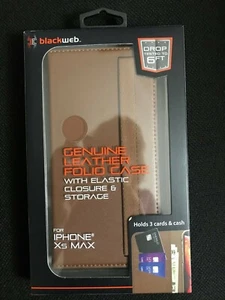 blackweb.
DROP
TESTED TO
6FT
GENUINE
LEATHER
FOLIO CASE
WITH ELASTIC
CLOSURE &
STORAGE
Holds 3 cards & cash
FOR
IPHONE®
XS MAX